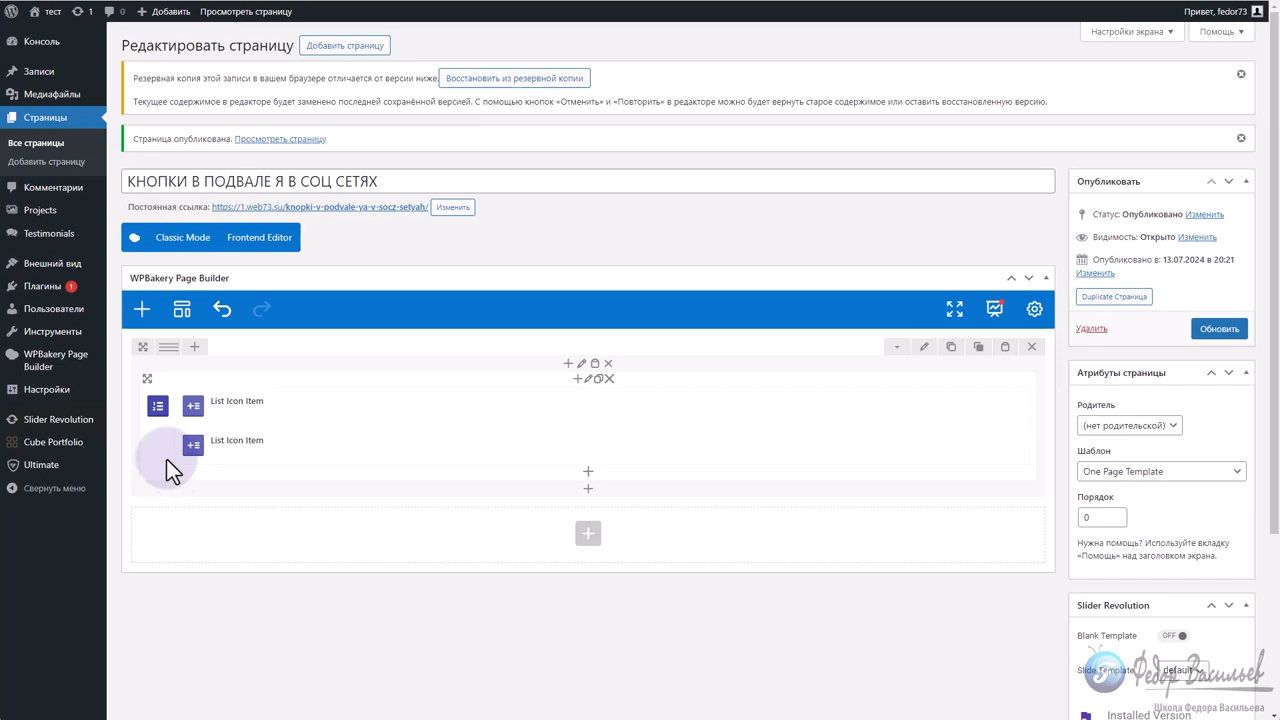 тест 1 0 Добавить Просмотреть страницу Привет, fedor73
Консоль
Записи
Медиафайлы
Страницы
Все страницы
Добавить страницу
Комментарии
Projects
Testimonials
Внешний вид
Плагины 1
Пользователи
Инструменты
WPBakery Page
Builder
Настройки
Slider Revolution
Cube Portfolio
Ultimate
Свернуть меню
Настройки экрана
Помощь
Редактировать страницу Добавить страницу
Резервная копия этой записи в вашем браузере отличается от версии ниже. Восстановить из резервной копии
Текущее содержимое в редакторе будет заменено последней сохранённой версией. С помощью кнопок «Отменить» и «Повторить» в редакторе можно будет вернуть старое содержимое или оставить восстановленную версию.
Страница опубликована. Просмотреть страницу
КНОПКИ В ПОДВАЛЕ Я В СОЦ СЕТЯХ
Постоянная ссылка: https://1.web73.su/knopki-v-podvale-ya-v-socz-setyah/ Изменить
Classic Mode Frontend Editor
WPBakery Page Builder
List Icon Item
List Icon Item
Опубликовать
Статус: Опубликовано Изменить
Видимость: Открыто Изменить
Опубликовано в: 13.07.2024 в 20:21
Изменить
Duplicate Страница
Удалить Обновить
Атрибуты страницы
Родитель
(нет родительской)
Шаблон
One Page Template
Порядок
0
Нужна помощь? Используйте вкладку
«Помощь» над заголовком экрана.
Slider Revolution
Blank Template OFF
Slide Template default
Федор Васильев
Школа Федора Васильева
Installed Version